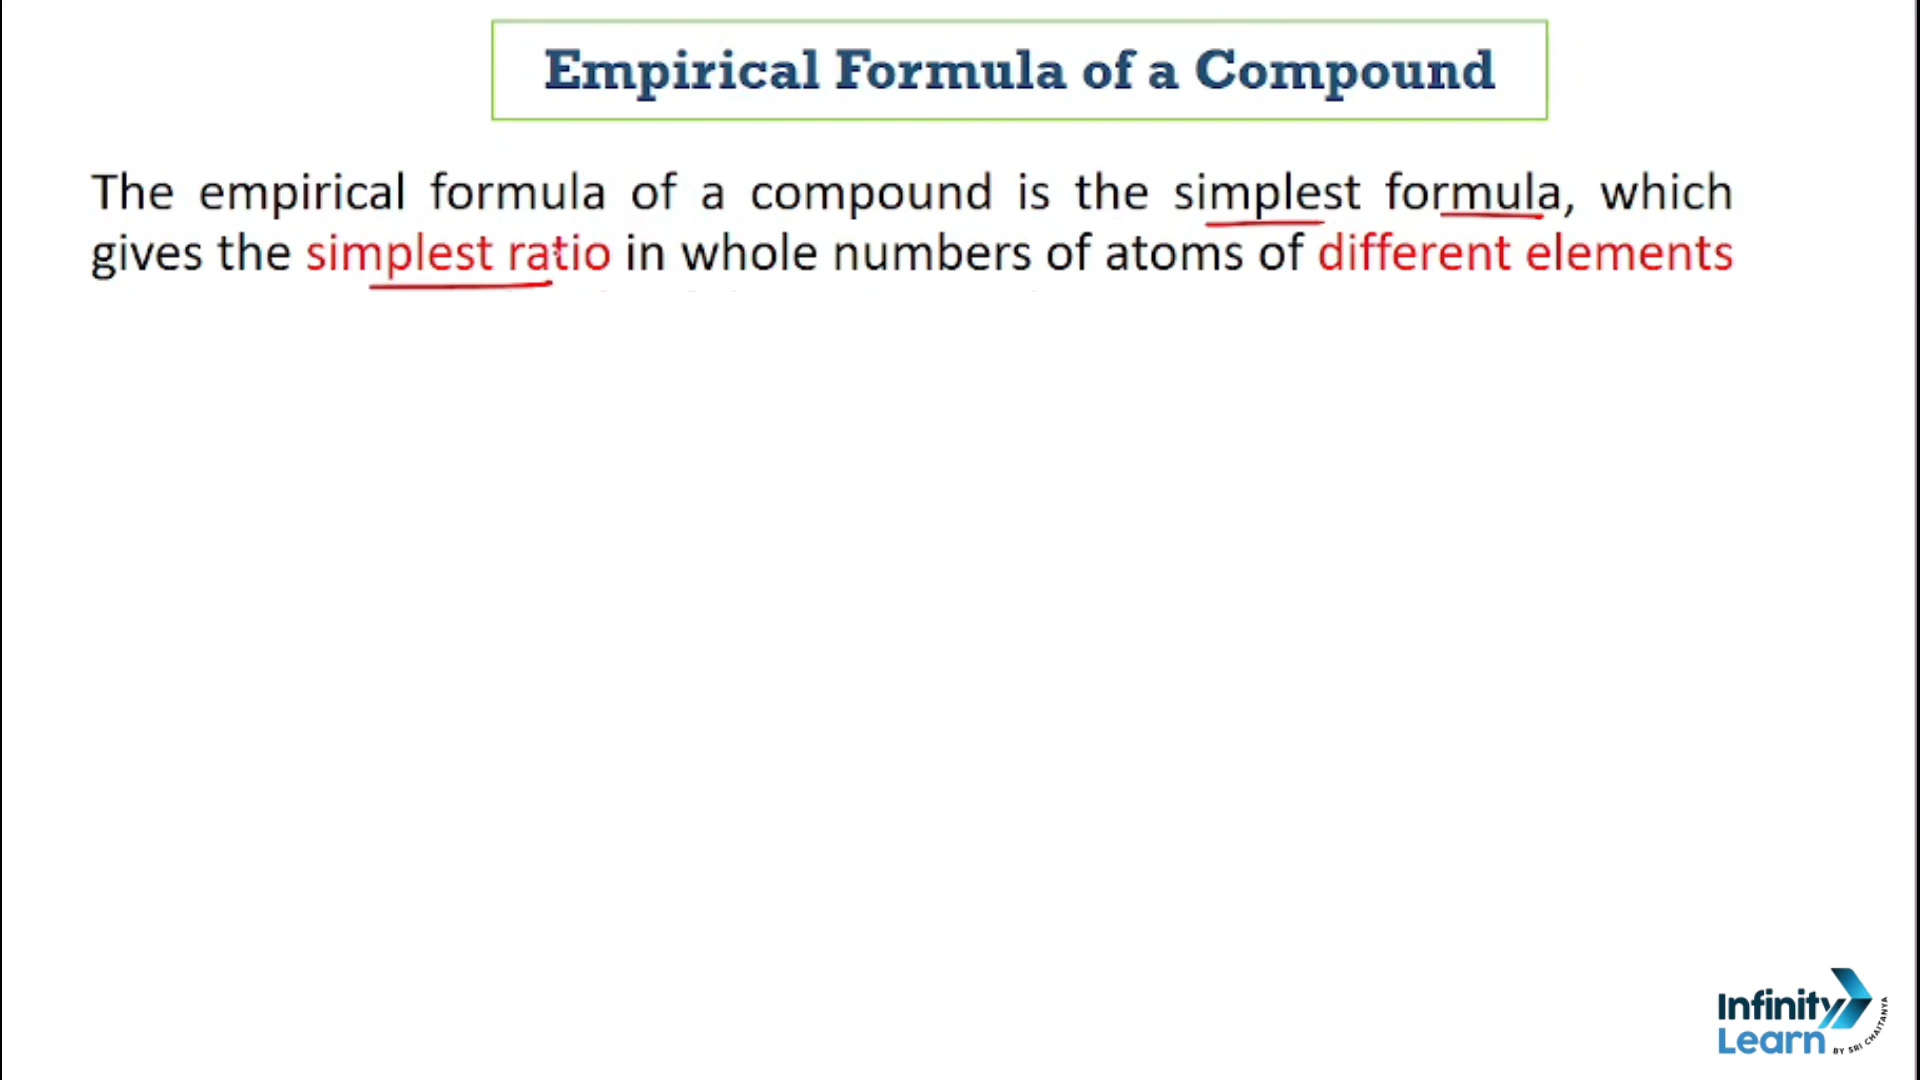 Empirical Formula of a Compound
The empirical formula of a compound is the simplest formula, which
gives the simplest ratio in whole numbers of atoms of different elements
Infinity
Learn
BY SRI CHAITANYA